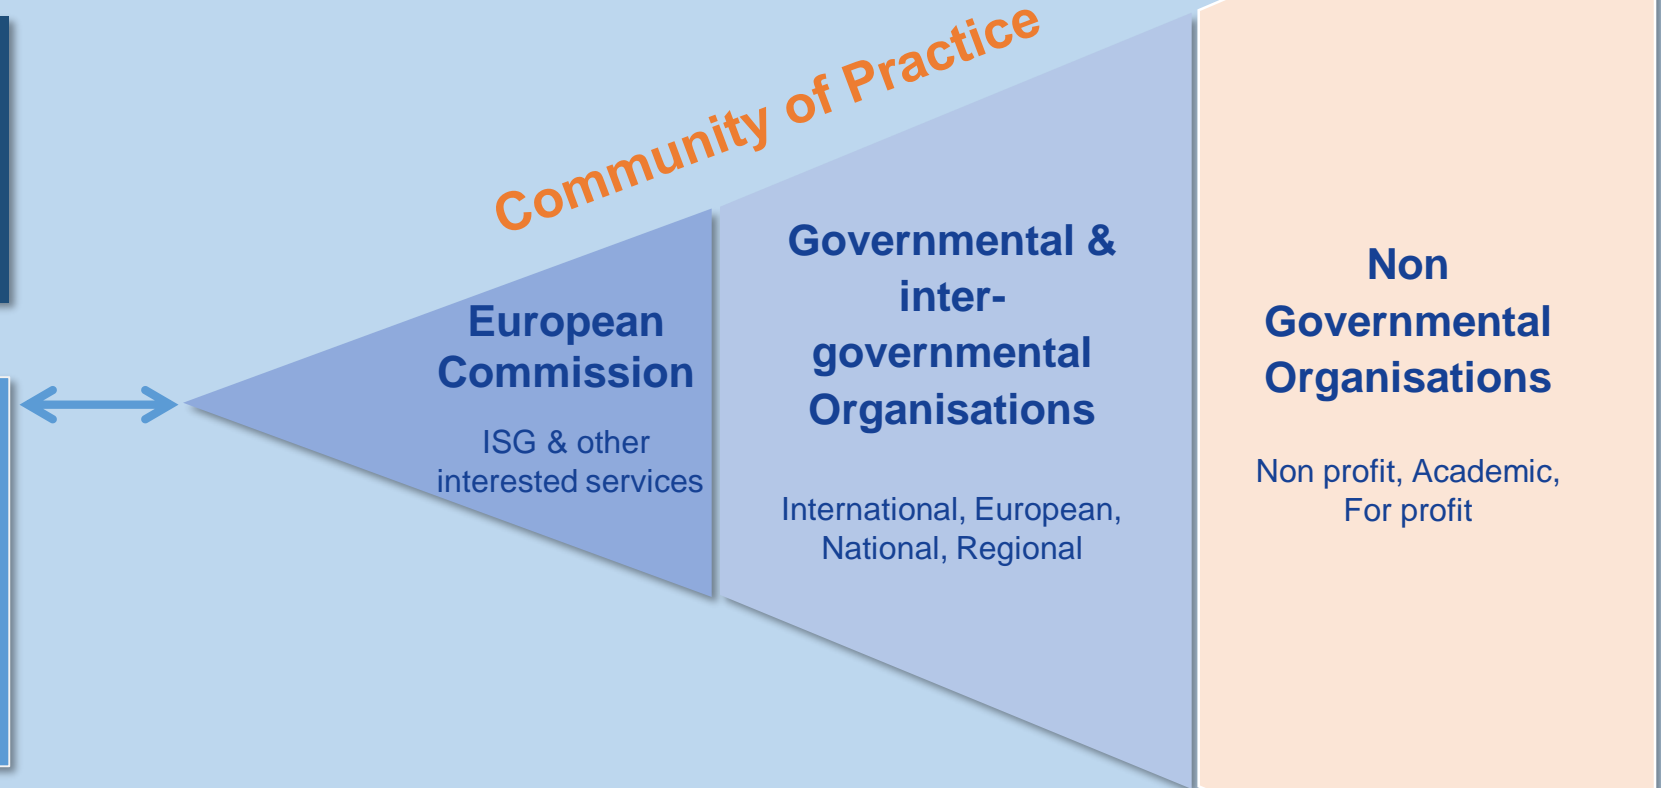 Community of Practice
European
Commission
ISG & other
interested services
Governmental &
inter-
governmental
Organisations
International, European,
National, Regional
Non
Governmental
Organisations
Non profit, Academic,
For profit